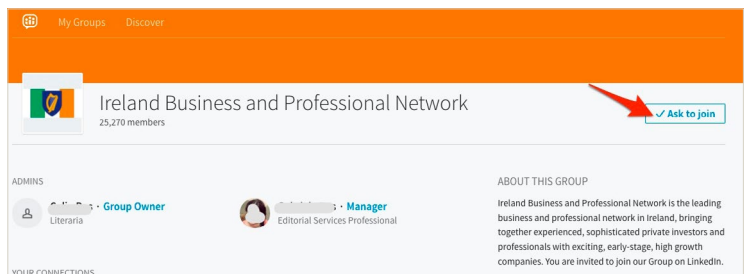 My Groups Discover
Ireland Business and Professional Network
25,270 members
✓ Ask to join
ADMINS
· Group Owner
Literaria
· Manager
Editorial Services Professional
ABOUT THIS GROUP
Ireland Business and Professional Network is the leading
business and professional network in Ireland, bringing
together experienced, sophisticated private investors and
professionals with exciting, early-stage, high growth
companies. You are invited to join our Group on LinkedIn.
YOUR CONNECTIONS